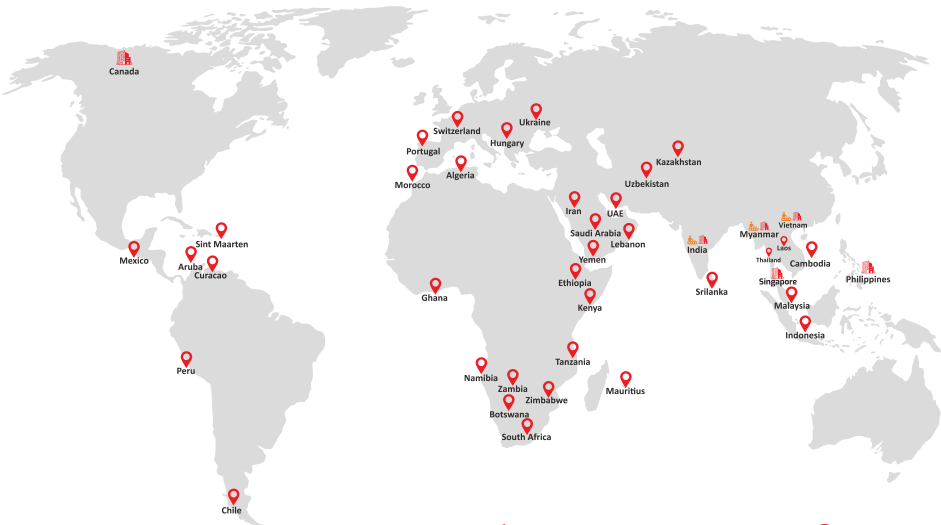 Canada
Ukraine
Switzerland
Hungary
Portugal
Kazakhstan
Algeria
Morocco
Uzbekistan
Iran
UAE
Vietnam
Saudi Arabia
Myanmar
Sint Maarten
Lebanon
Laos
India
Mexico
Yemen
Thailand
Aruba
Cambodia
Curacao
Ethiopia
Singapore
Philippines
Srilanka
Ghana
Kenya
Malaysia
Indonesia
Tanzania
Peru
Namibia
Zambia
Mauritius
Zimbabwe
Botswana
South Africa
Chile